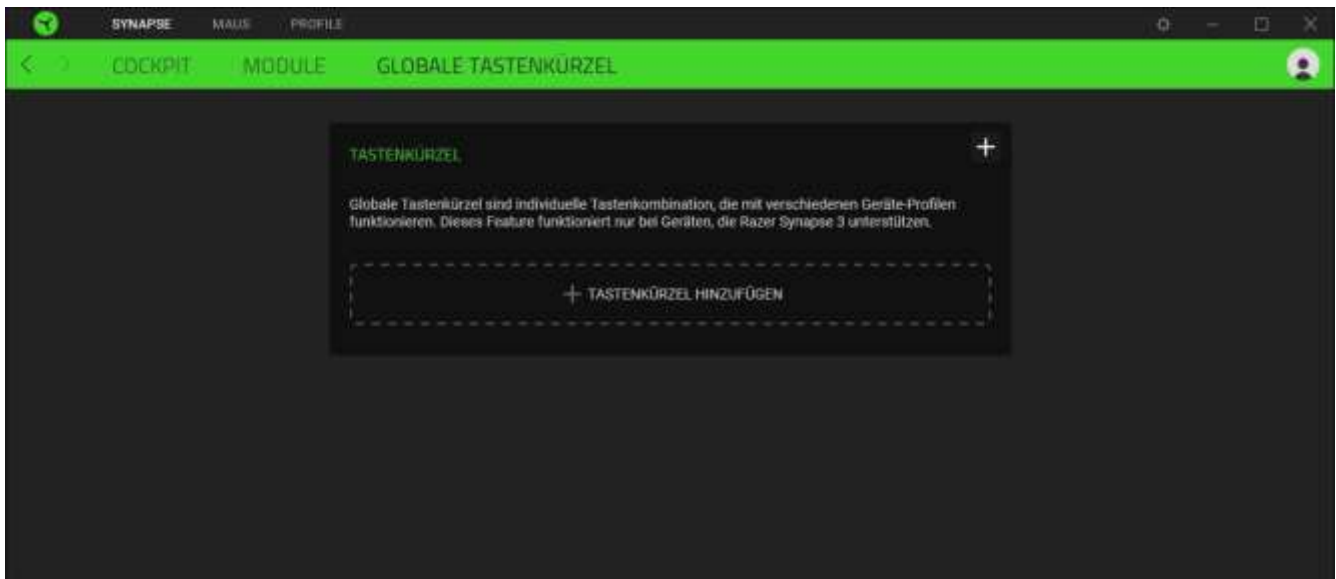 SYNAPSE MAUS PROFILE
COCKPIT MODULE GLOBALE TASTENKÜRZEL
TASTENKÜRZEL
Globale Tastenkürzel sind individuelle Tastenkombination, die mit verschiedenen Geräte-Profilen
funktionieren. Dieses Feature funktioniert nur bei Geräten, die Razer Synapse 3 unterstützen.
TASTENKÜRZEL HINZUFÜGEN